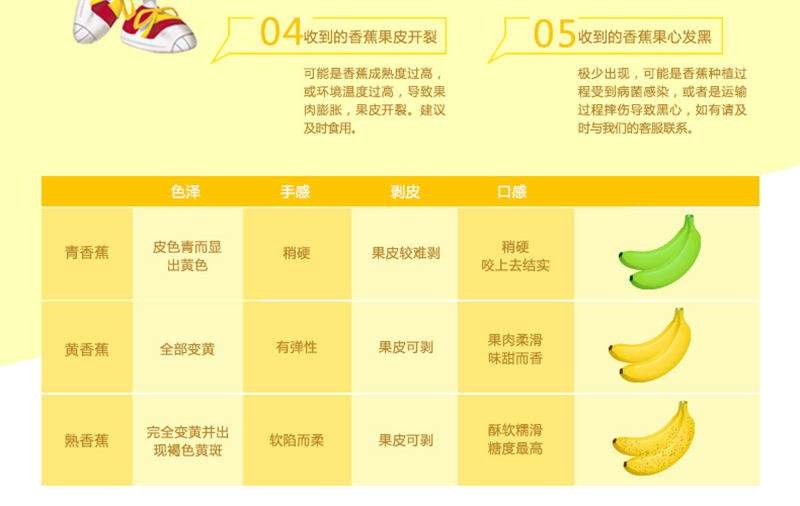 04 收到的香蕉果皮开裂
可能是香蕉成熟度过高，
或环境温度过高，导致果
肉膨胀，果皮开裂。建议
及时食用。
05 收到的香蕉果心发黑
极少出现，可能是香蕉种植过
程受到病菌感染，或者是运输
过程摔伤导致黑心，如有请及
时与我们的客服联系。
色泽 手感 剥皮 口感
青香蕉
皮色青而显
出黄色
稍硬
果皮较难剥
稍硬
咬上去结实
黄香蕉
全部变黄
有弹性
果皮可剥
果肉柔滑
味甜而香
熟香蕉
完全变黄并出
现褐色黄斑
软陷而柔
果皮可剥
酥软糯滑
糖度最高